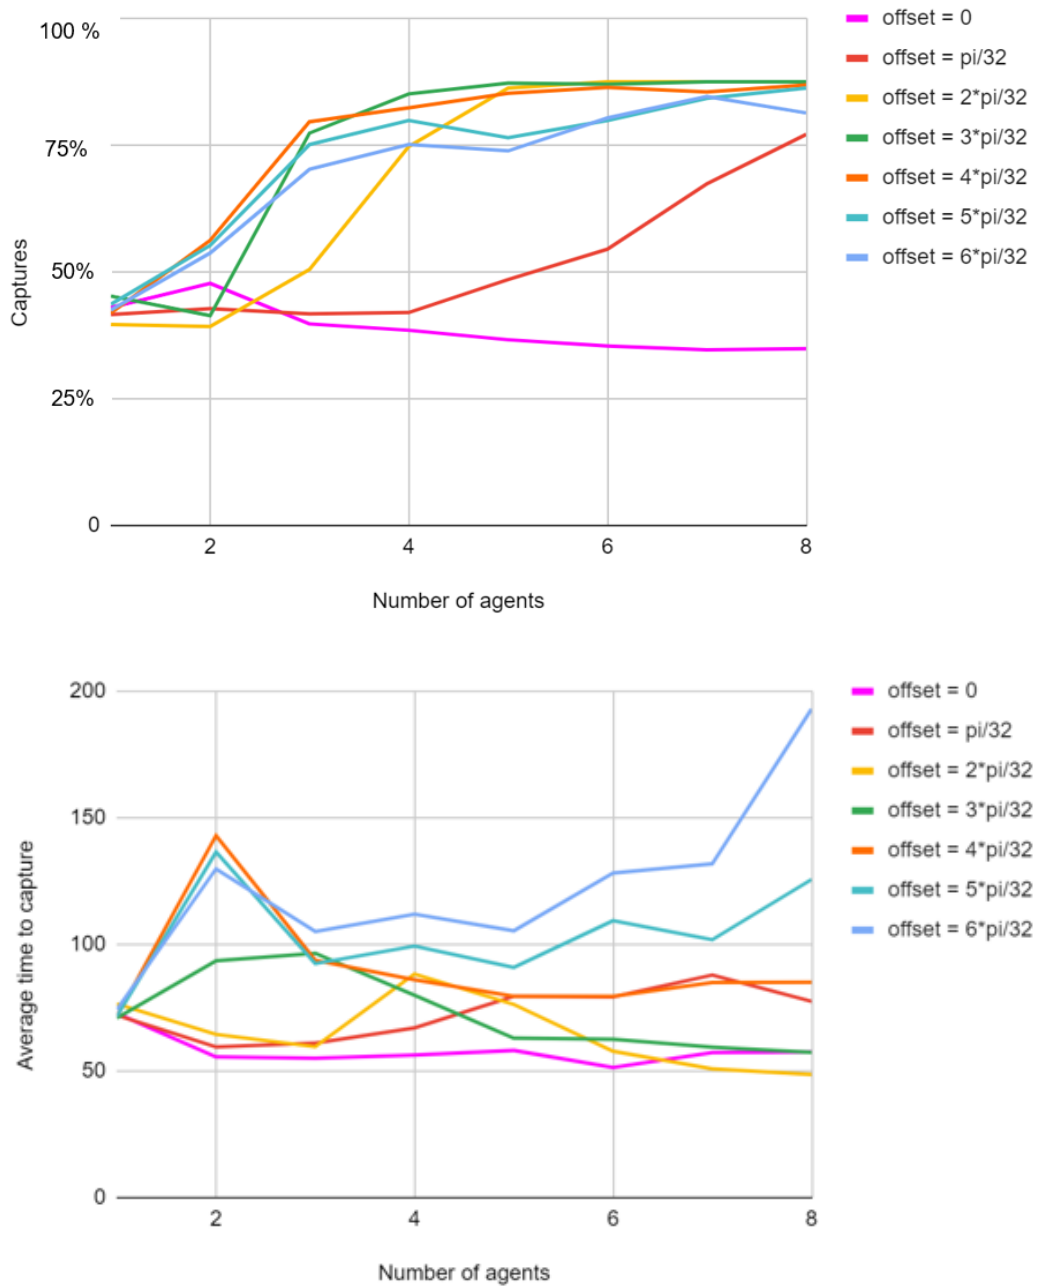 100 %
75%
50%
25%
0
Captures
2
4
6
8
Number of agents
offset = 0
offset = pi/32
offset = 2*pi/32
offset = 3*pi/32
offset = 4*pi/32
offset = 5*pi/32
offset = 6*pi/32
200
150
100
50
0
Average time to capture
2
4
6
8
Number of agents
offset = 0
offset = pi/32
offset = 2*pi/32
offset = 3*pi/32
offset = 4*pi/32
offset = 5*pi/32
offset = 6*pi/32